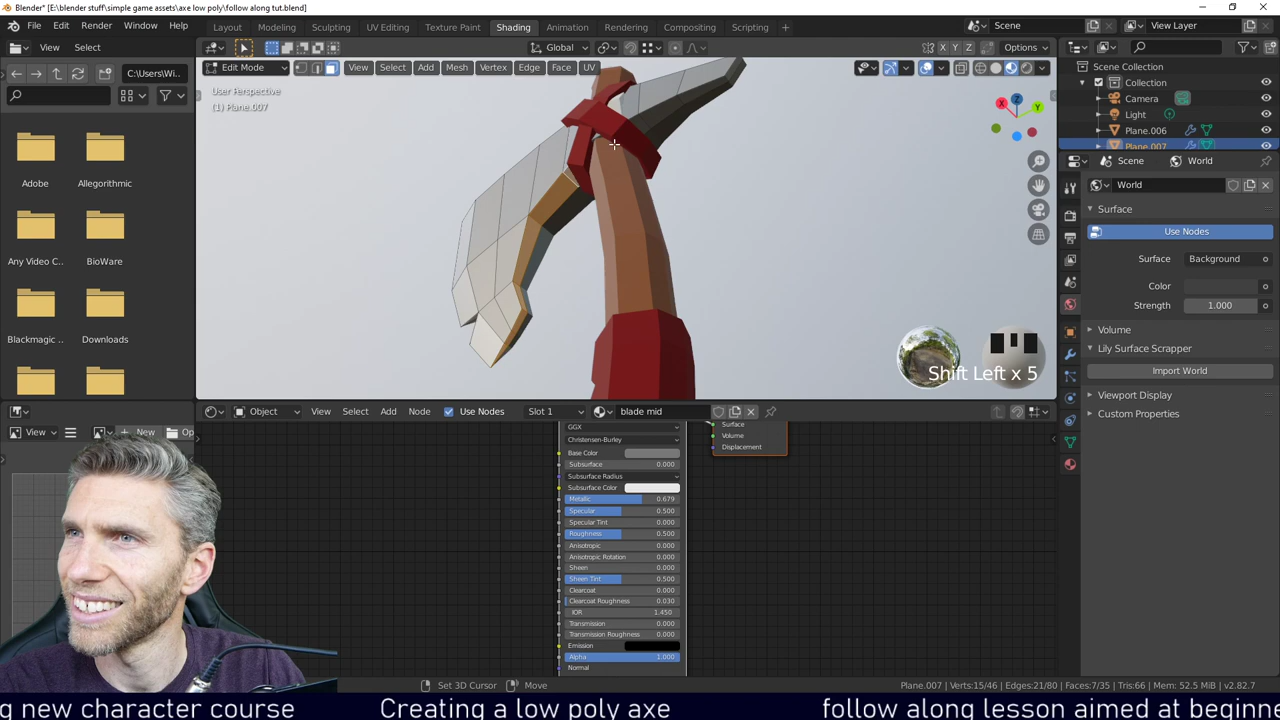 Blender* [E:\blender stuff\simple game assets\axe low poly\follow along tut.blend]
File Edit Render Window Help Layout Modeling Sculpting UV Editing Texture Paint Shading Animation Rendering Compositing Scripting Scene View Layer
View Select Global X Y Z Options
C:\Users\Wi... Edit Mode View Select Add Mesh Vertex Edge Face UV
User Perspective
(1) Plane.007
Adobe Allegorithmic
Any Video C.. BioWare
Blackmagic ... Downloads
X Y Z
Scene Collection
Collection
Camera
Light
Plane.006
Plane.007
Scene World
World
Surface
Use Nodes
Surface Background
Color
Strength 1.000
Volume
Lily Surface Scrapper
Import World
Viewport Display
Custom Properties
Shift Left x 5
Object View Select Add Node Use Nodes Slot 1 blade mid
View New Op
GGX
Christensen-Burley
Base Color
Subsurface 0.000
Subsurface Radius
Subsurface Color
Metallic 0.679
Specular 0.500
Specular Tint 0.000
Roughness 0.500
Anisotropic 0.000
Anisotropic Rotation 0.000
Sheen 0.000
Sheen Tint 0.500
Clearcoat 0.000
Clearcoat Roughness 0.030
IOR 1.450
Transmission 0.000
Transmission Roughness 0.000
Emission
Alpha 1.000
Normal
Surface
Volume
Displacement
Set 3D Cursor Move Plane.007 | Verts:15/46 | Edges:21/80 | Faces:7/35 | Tris:66 | Mem: 52.5 MiB | v2.82.7
g new character course Creating a low poly axe follow along lesson aimed at beginne